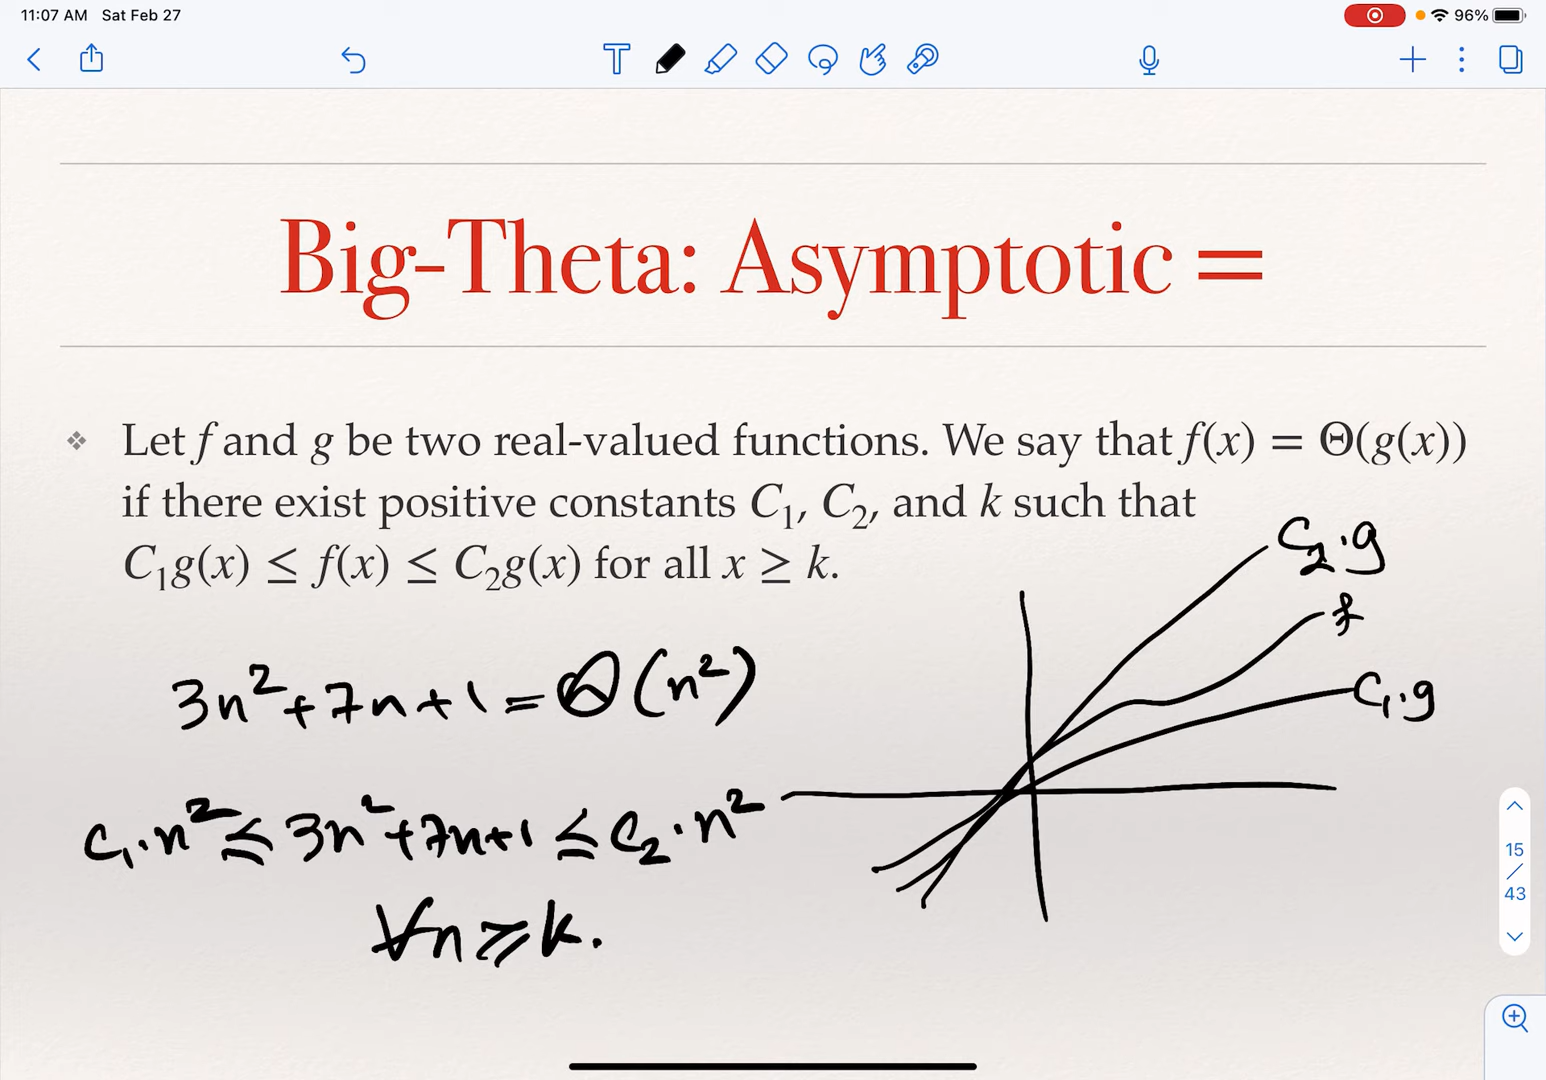 11:07 AM Sat Feb 27
96%
Big-Theta: Asymptotic =
❖ Let f and g be two real-valued functions. We say that f(x) = Θ(g(x))
if there exist positive constants C₁, C₂, and k such that
C₁g(x) ≤ f(x) ≤ C₂g(x) for all x ≥ k.
C₂·g
f
C₁·g
3n²+7n+1=Θ(n²)
C₁·n²≤3n²+7n+1≤C₂·n²
∀n≥k.
15
/
43